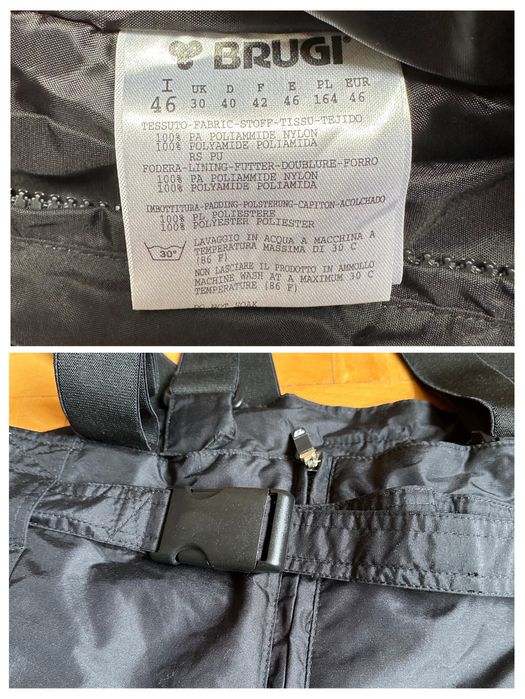 BRUGI
I UK D F E PL EUR
46 30 40 42 46 164 46
TESSUTO-FABRIC-STOFF-TISSU-TEJIDO
100% PA POLIAMMIDE NYLON
100% POLYAMIDE POLIAMIDA
RS PU
FODERA-LINING-FUTTER-DOUBLURE-FORRO
100% PA POLIAMMIDE NYLON
100% POLYAMIDE POLIAMIDA
IMBOTTITURA-PADDING-POLSTERUNG-CAPITON-ACOLCHADO
100% PL POLIESTERE
100% POLYESTER POLIESTER
30°
LAVAGGIO IN ACQUA A MACCHINA A
TEMPERATURA MASSIMA DI 30 C
(86 F)
NON LASCIARE IL PRODOTTO IN AMMOLLO
MACHINE WASH AT A MAXIMUM 30 C
TEMPERATURE (86 F)
DO NOT SOAK